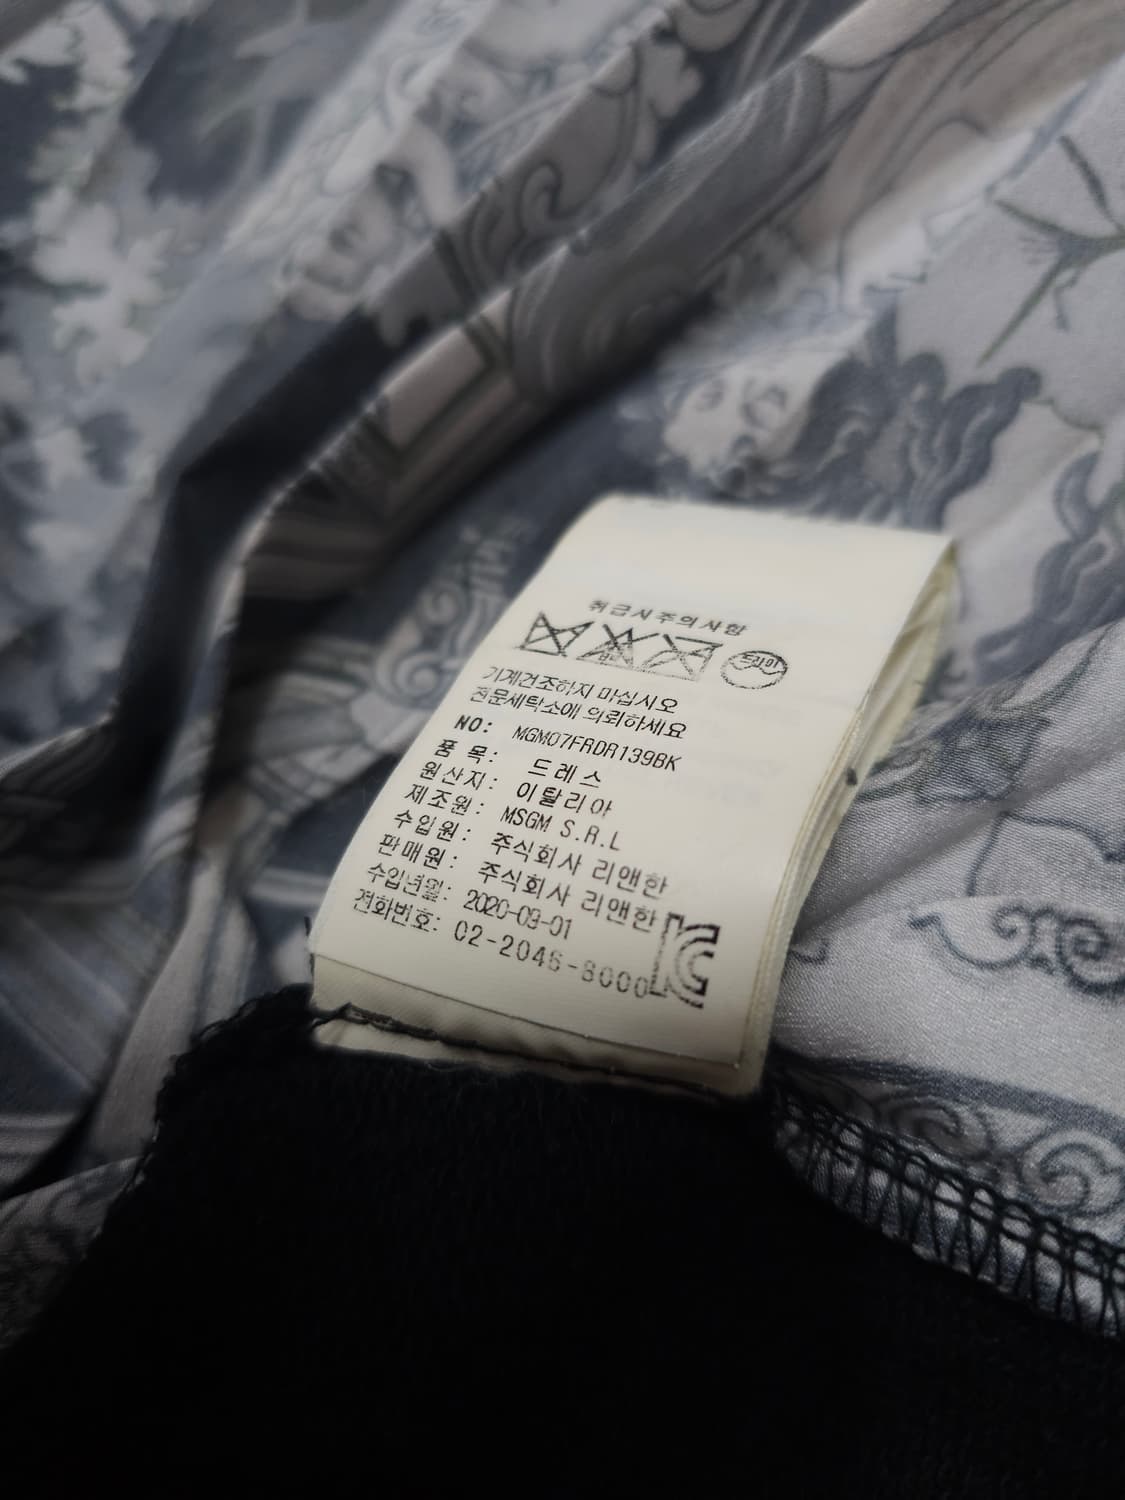 취급시주의사항
드라이
기계건조하지 마십시오
전문세탁소에 의뢰하세요
NO: MGM07FRDR139BK
품 목: 드레스
원산지: 이탈리아
제조원: MSGM S.R.L
수입원: 주식회사 리앤한
판매원: 주식회사 리앤한
수입년월: 2020-09-01
전화번호: 02-2046-8000